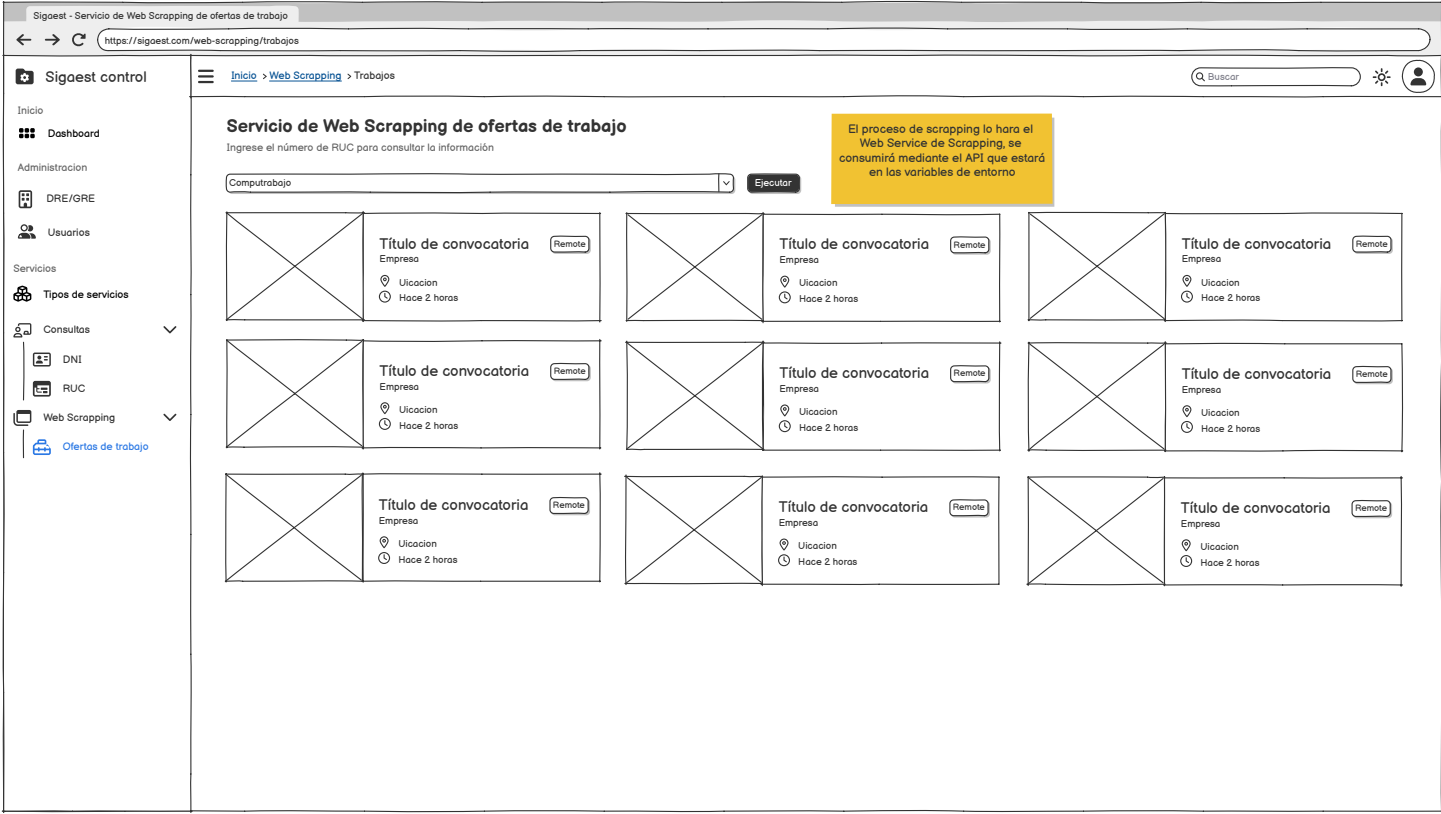 Sigaest - Servicio de Web Scrapping de ofertas de trabajo
https://sigaest.com/web-scrapping/trabajos
Sigaest control
Inicio > Web Scrapping > Trabajos
Buscar
Inicio
Dashboard
Administracion
DRE/GRE
Usuarios
Servicios
Tipos de servicios
Consultas
DNI
RUC
Web Scrapping
Ofertas de trabajo
Servicio de Web Scrapping de ofertas de trabajo
Ingrese el número de RUC para consultar la información
El proceso de scrapping lo hara el
Web Service de Scrapping, se
consumirá mediante el API que estará
en las variables de entorno
Computrabajo
Ejecutar
Título de convocatoria
Remote
Empresa
Uicacion
Hace 2 horas
Título de convocatoria
Remote
Empresa
Uicacion
Hace 2 horas
Título de convocatoria
Remote
Empresa
Uicacion
Hace 2 horas
Título de convocatoria
Remote
Empresa
Uicacion
Hace 2 horas
Título de convocatoria
Remote
Empresa
Uicacion
Hace 2 horas
Título de convocatoria
Remote
Empresa
Uicacion
Hace 2 horas
Título de convocatoria
Remote
Empresa
Uicacion
Hace 2 horas
Título de convocatoria
Remote
Empresa
Uicacion
Hace 2 horas
Título de convocatoria
Remote
Empresa
Uicacion
Hace 2 horas